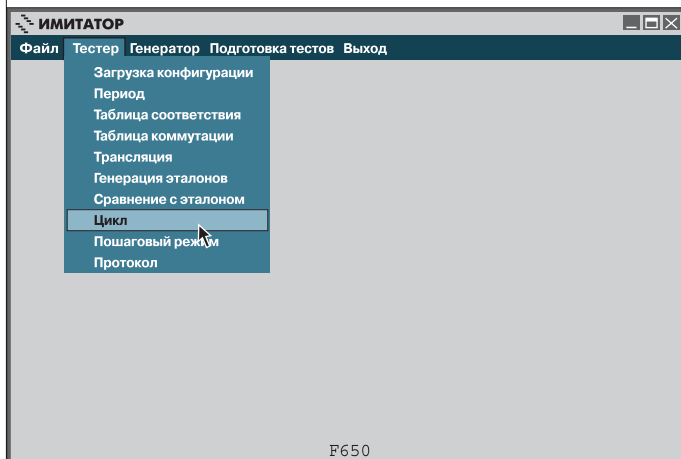 ИМИТАТОР
Файл Тестер Генератор Подготовка тестов Выход
Загрузка конфигурации
Период
Таблица соответствия
Таблица коммутации
Трансляция
Генерация эталонов
Сравнение с эталоном
Цикл
Пошаговый режим
Протокол
F650